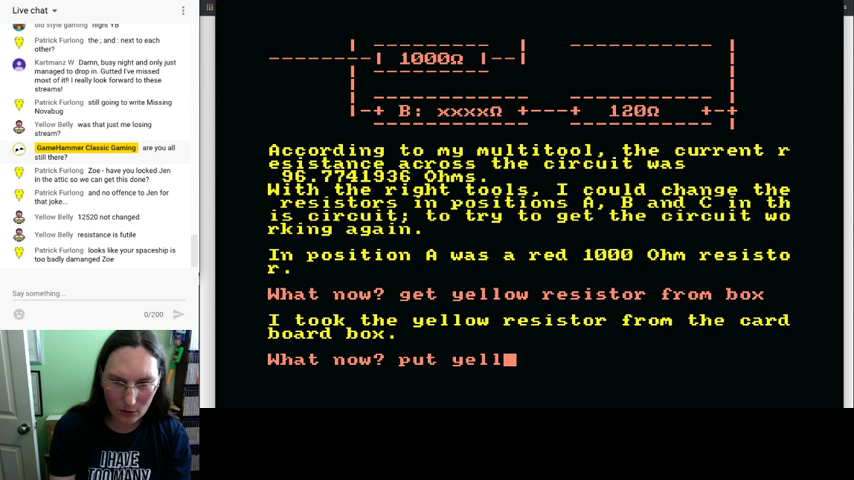 Live chat
old style gaming night YB
Patrick Furlong the ; and : next to each
other?
Kartmanz W Damn, busy night and only just
managed to drop in. Gutted I've missed
most of it!! I really look forward to these
streams!
Patrick Furlong still going to write Missing
Novabug
Yellow Belly was that just me losing
stream?
GameHammer Classic Gaming are you all
still there?
Patrick Furlong Zoe - have you locked Jen
in the attic so we can get this done?
Patrick Furlong and no offence to Jen for
that joke...
Yellow Belly 12520 not changed
Yellow Belly resistance is futile
Patrick Furlong looks like your spaceship is
too badly damanged Zoe
Say something...
0/200
I HAVE
TOO MANY
1000Ω
B: xxxxΩ
120Ω
According to my multitool, the current r
esistance across the circuit was
96.7741936 Ohms.
With the right tools, I could change the
resistors in positions A, B and C in th
is circuit; to try to get the circuit wo
rking again.
In position A was a red 1000 Ohm resisto
r.
What now? get yellow resistor from box
I took the yellow resistor from the card
board box.
What now? put yell